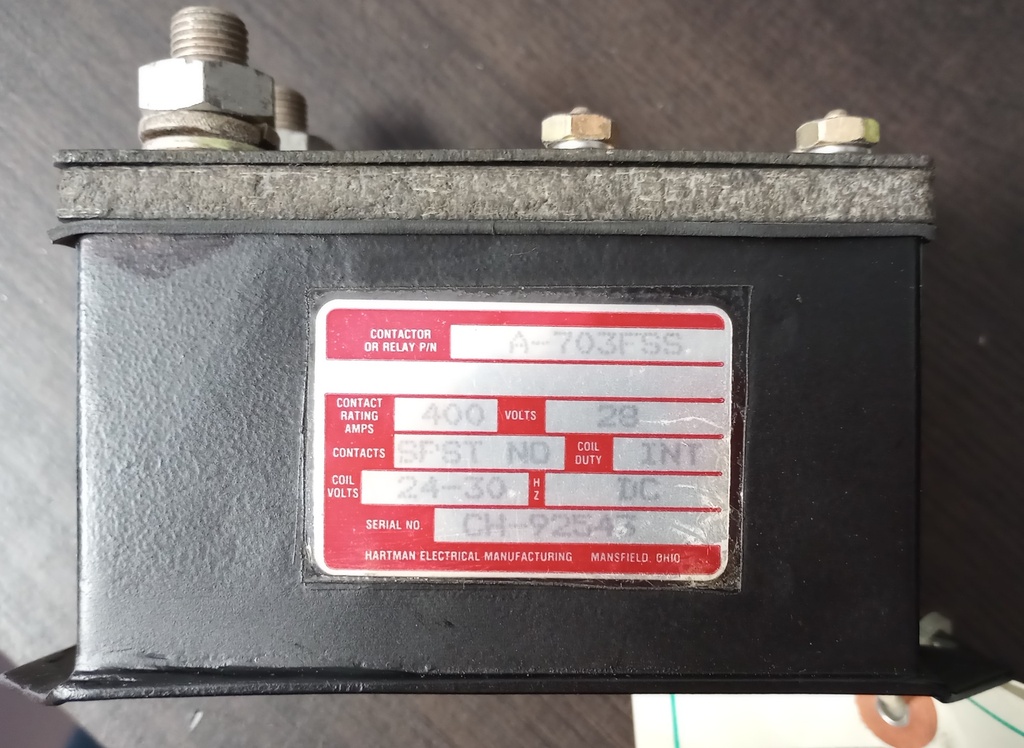 CONTACTOR
OR RELAY P/N A-703FSS
CONTACT
RATING
AMPS 400 VOLTS 28
CONTACTS SPST NO COIL
DUTY INT
COIL
VOLTS 24-30 HZ DC
SERIAL NO. CH-92543
HARTMAN ELECTRICAL MANUFACTURING MANSFIELD, OHIO